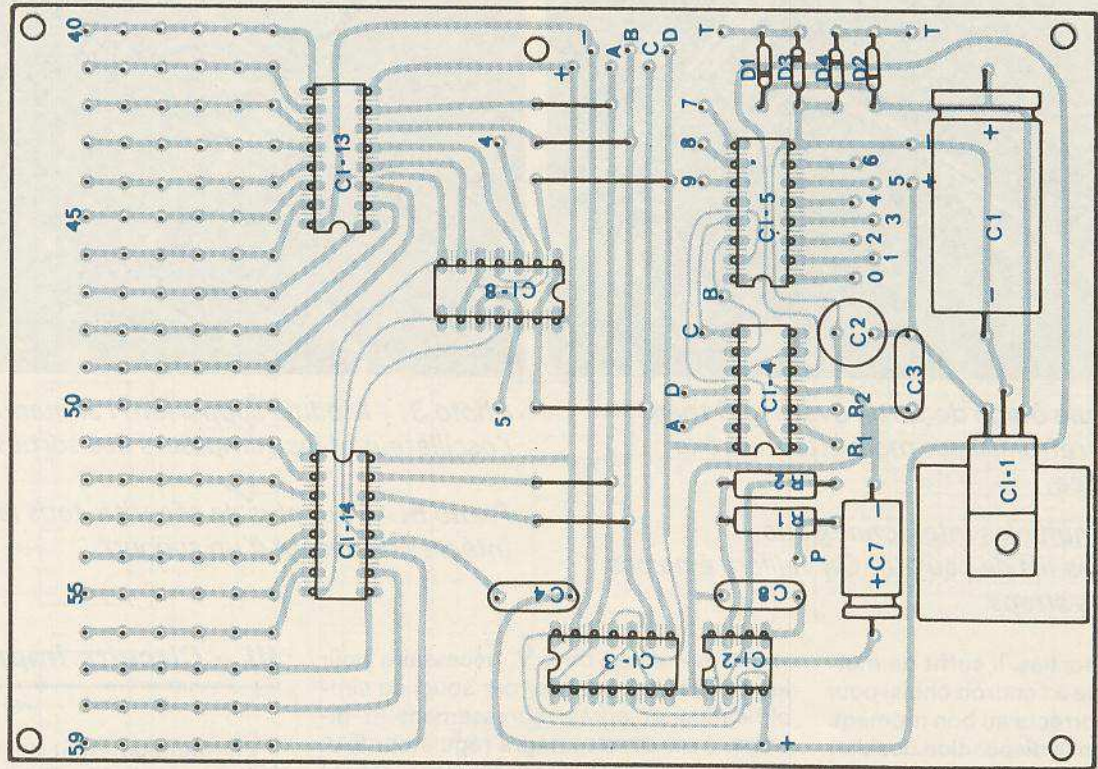 40
45
50
55
59
CI-13
CI-14
CI-8
4
5
+
–
A
B
C
D
T
T
D1
D3
D4
D2
7
8
9
CI-5
6
5
4
3
2
1
0
–
+
+
C1
–
B
C
D
A
CI-4
C2
C3
R2
R1
R2
R1
P
–
+C7
CI-1
C4
C8
CI-3
CI-2
+